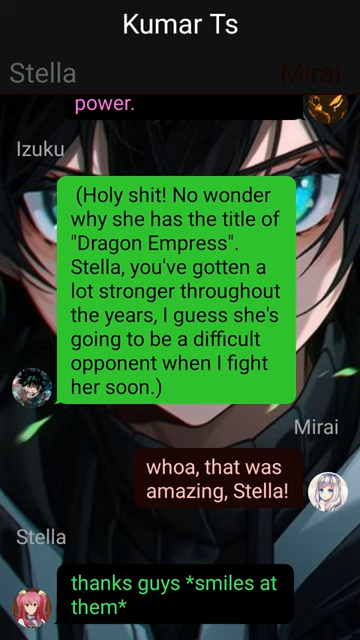 Kumar Ts
Stella
Mirai
power.
Izuku
(Holy shit! No wonder
why she has the title of
"Dragon Empress".
Stella, you've gotten a
lot stronger throughout
the years, I guess she's
going to be a difficult
opponent when I fight
her soon.)
Mirai
whoa, that was
amazing, Stella!
Stella
thanks guys *smiles at
them*